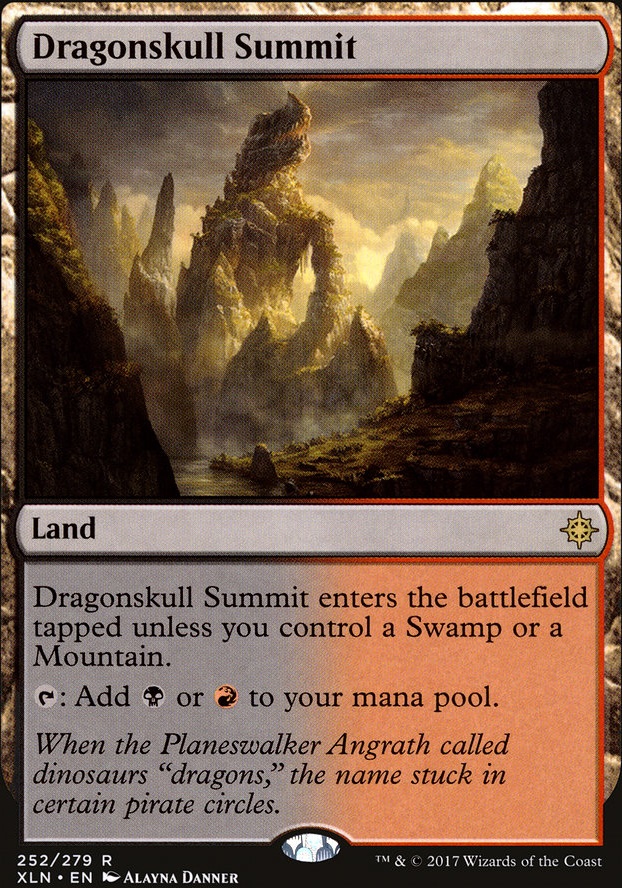 Dragonskull Summit
Land
Dragonskull Summit enters the battlefield
tapped unless you control a Swamp or a
Mountain.
: Add or to your mana pool.
When the Planeswalker Angrath called
dinosaurs “dragons,” the name stuck in
certain pirate circles.
252/279 R
XLN • EN Alayna Danner
™ & © 2017 Wizards of the Coast